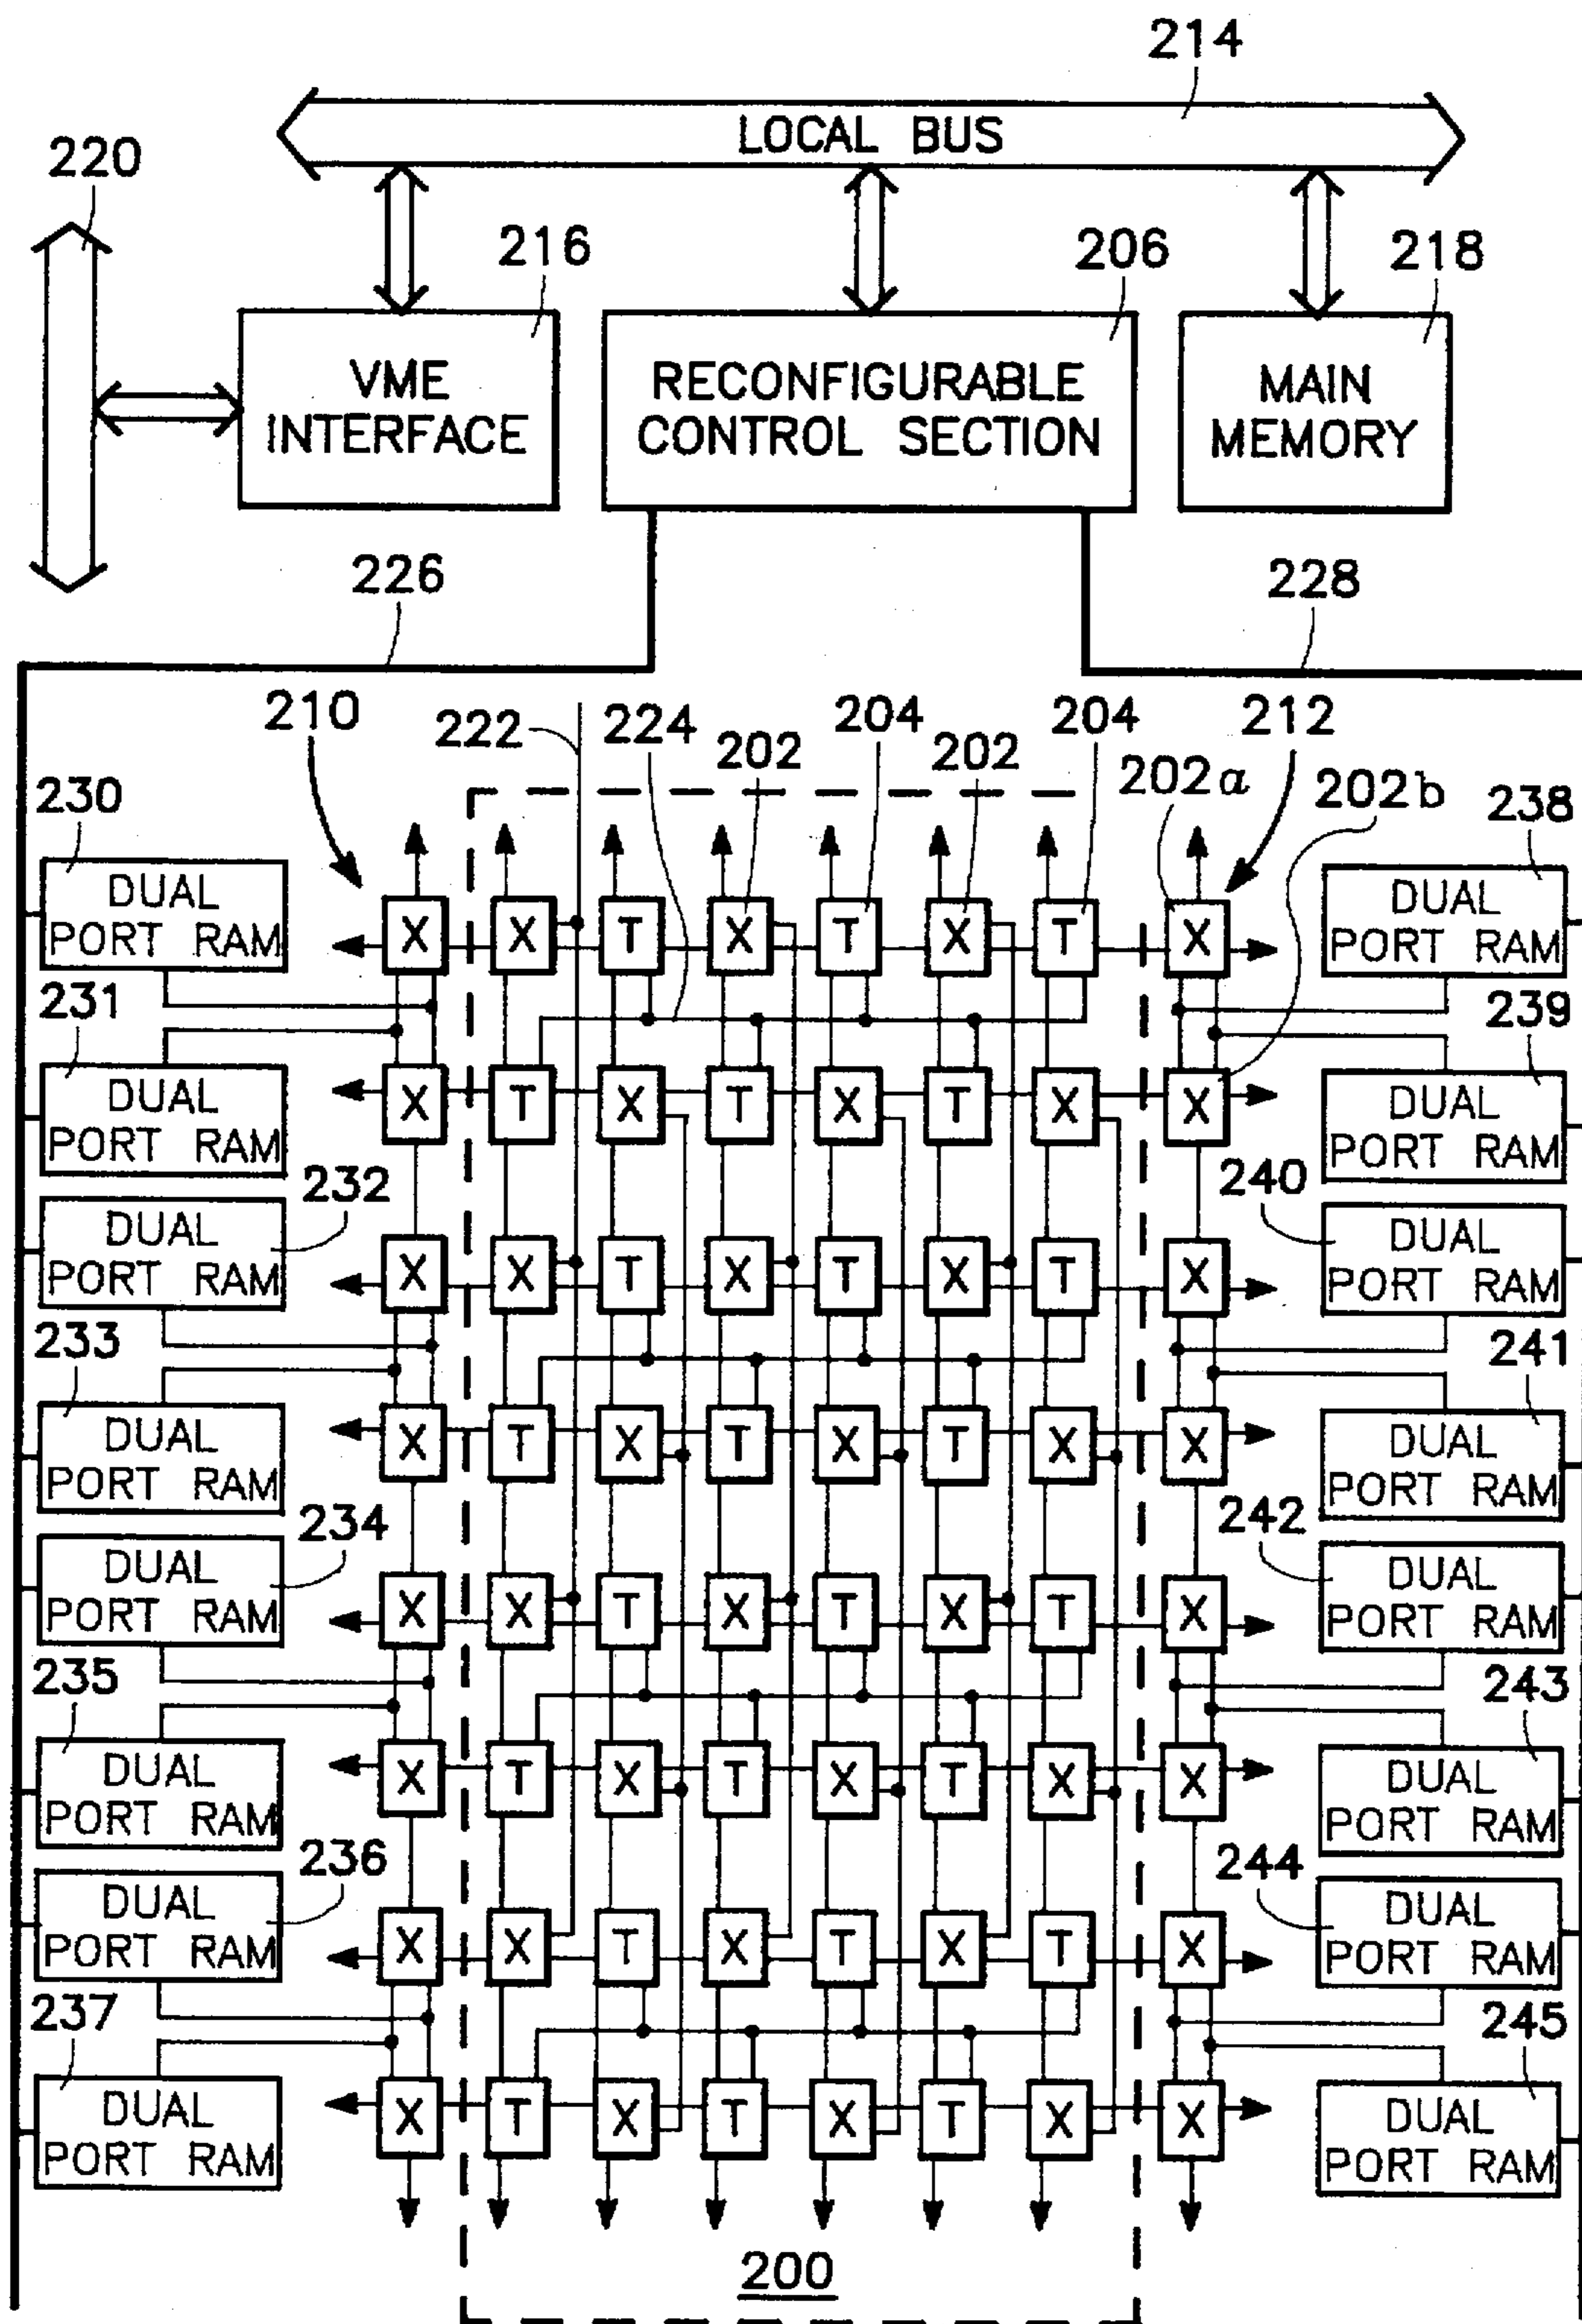 214
LOCAL BUS
220
216
206
218
VME
INTERFACE
RECONFIGURABLE
CONTROL SECTION
MAIN
MEMORY
226
228
210
222
224
202
204
202
204
212
202a
202b
230
DUAL
PORT RAM
238
DUAL
PORT RAM
X X T X T X T X
231
DUAL
PORT RAM
239
DUAL
PORT RAM
X T X T X T X X
232
DUAL
PORT RAM
240
DUAL
PORT RAM
X X T X T X T X
233
DUAL
PORT RAM
241
DUAL
PORT RAM
X T X T X T X X
234
DUAL
PORT RAM
242
DUAL
PORT RAM
X X T X T X T X
235
DUAL
PORT RAM
243
DUAL
PORT RAM
X T X T X T X X
236
DUAL
PORT RAM
244
DUAL
PORT RAM
X X T X T X T X
237
DUAL
PORT RAM
245
DUAL
PORT RAM
X T X T X T X X
200